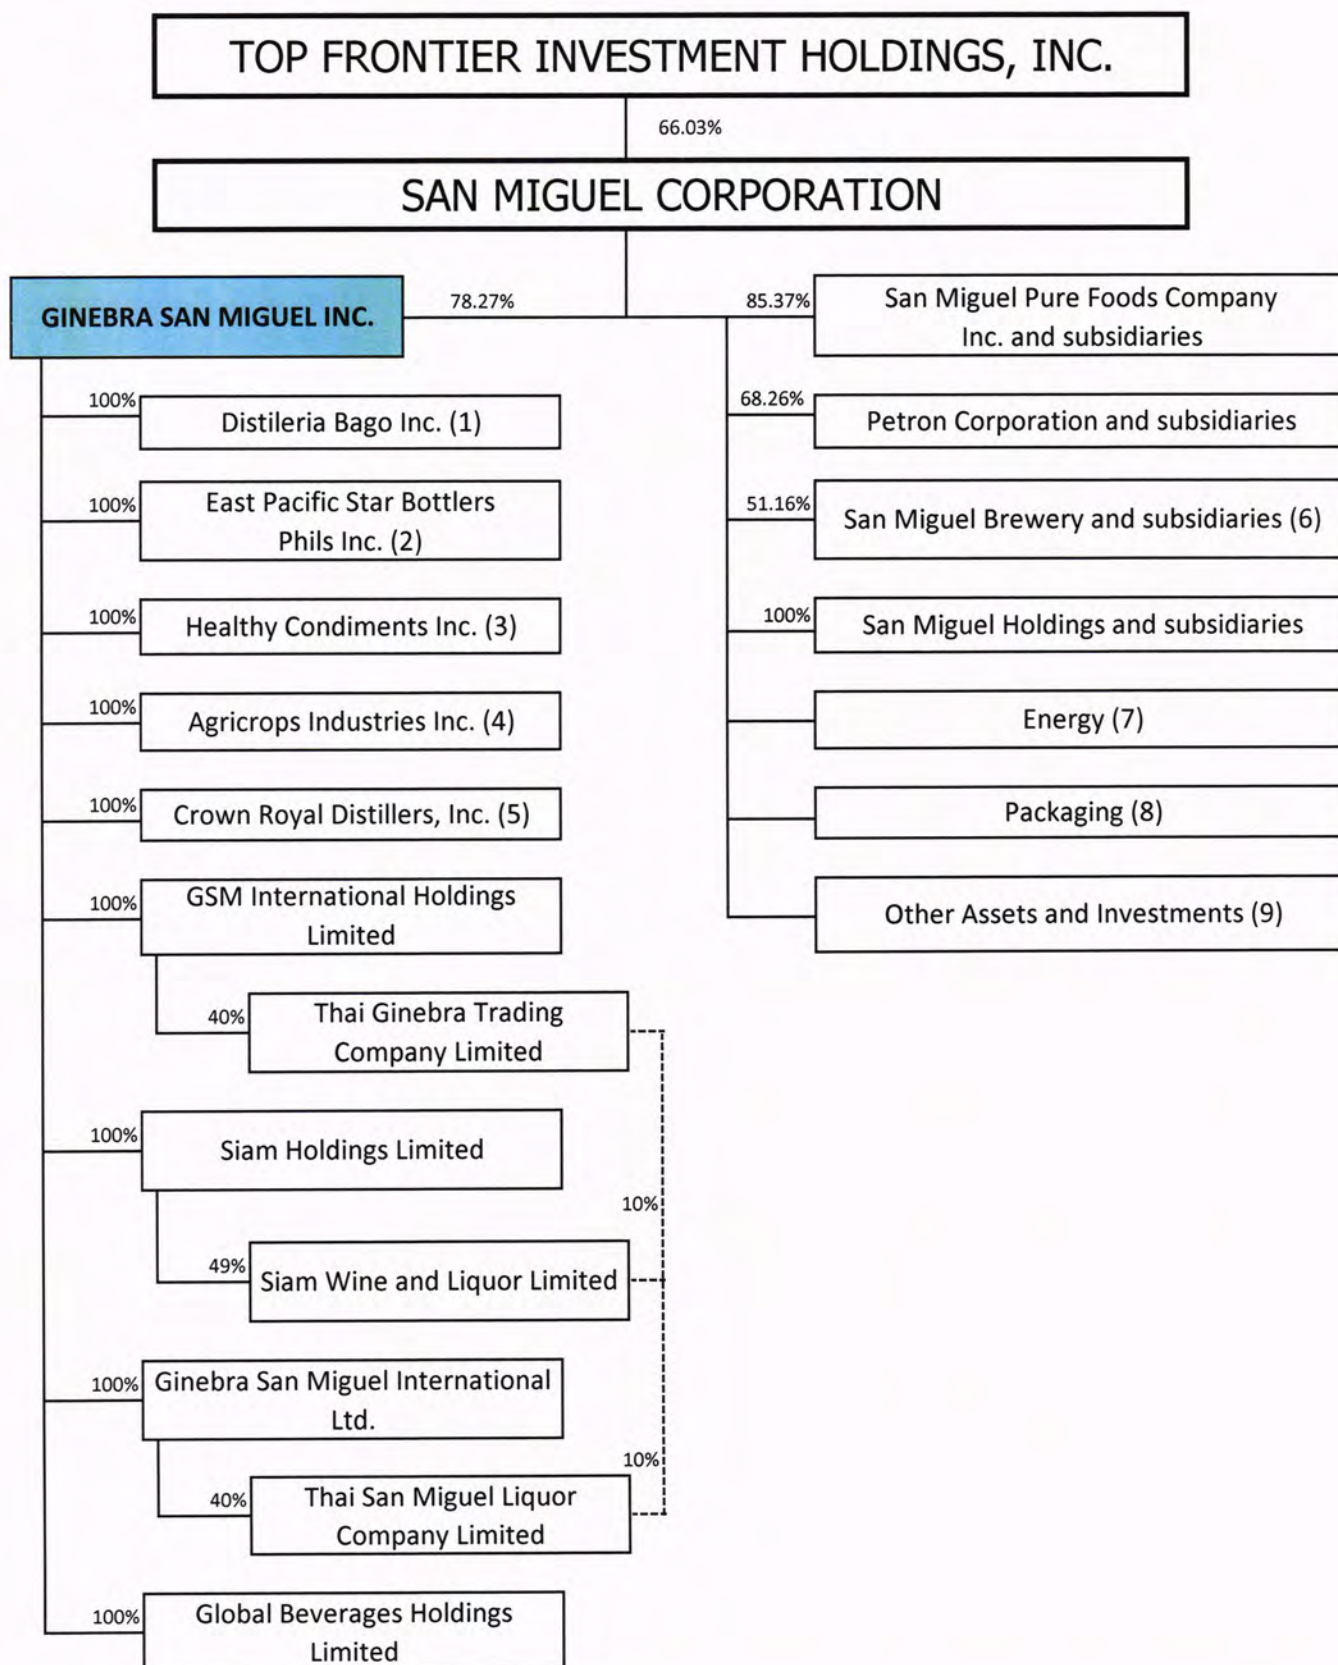 TOP FRONTIER INVESTMENT HOLDINGS, INC.
66.03%
SAN MIGUEL CORPORATION
GINEBRA SAN MIGUEL INC.
78.27%
85.37%
San Miguel Pure Foods Company
Inc. and subsidiaries
100%
Distileria Bago Inc. (1)
68.26%
Petron Corporation and subsidiaries
100%
East Pacific Star Bottlers
Phils Inc. (2)
51.16%
San Miguel Brewery and subsidiaries (6)
100%
Healthy Condiments Inc. (3)
100%
San Miguel Holdings and subsidiaries
100%
Agricrops Industries Inc. (4)
Energy (7)
100%
Crown Royal Distillers, Inc. (5)
Packaging (8)
100%
GSM International Holdings
Limited
Other Assets and Investments (9)
40%
Thai Ginebra Trading
Company Limited
100%
Siam Holdings Limited
10%
49%
Siam Wine and Liquor Limited
100%
Ginebra San Miguel International
Ltd.
10%
40%
Thai San Miguel Liquor
Company Limited
100%
Global Beverages Holdings
Limited